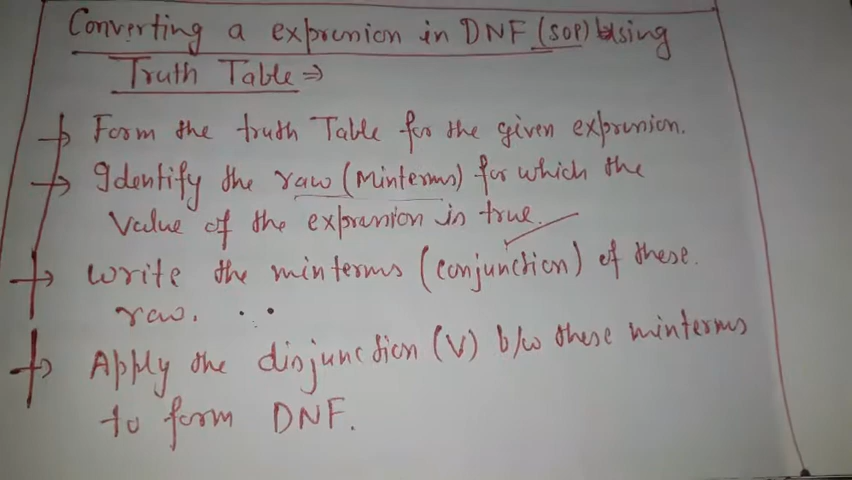 Converting a expression in DNF (SOP) Using
Truth Table ⇒
→ Form the truth Table for the given expression.
→ Identify the raw (Minterms) for which the
Value of the expression is true.
→ write the minterms (conjunction) of these.
raw.
→ Apply the disjunction (V) b/w these minterms
to form DNF.